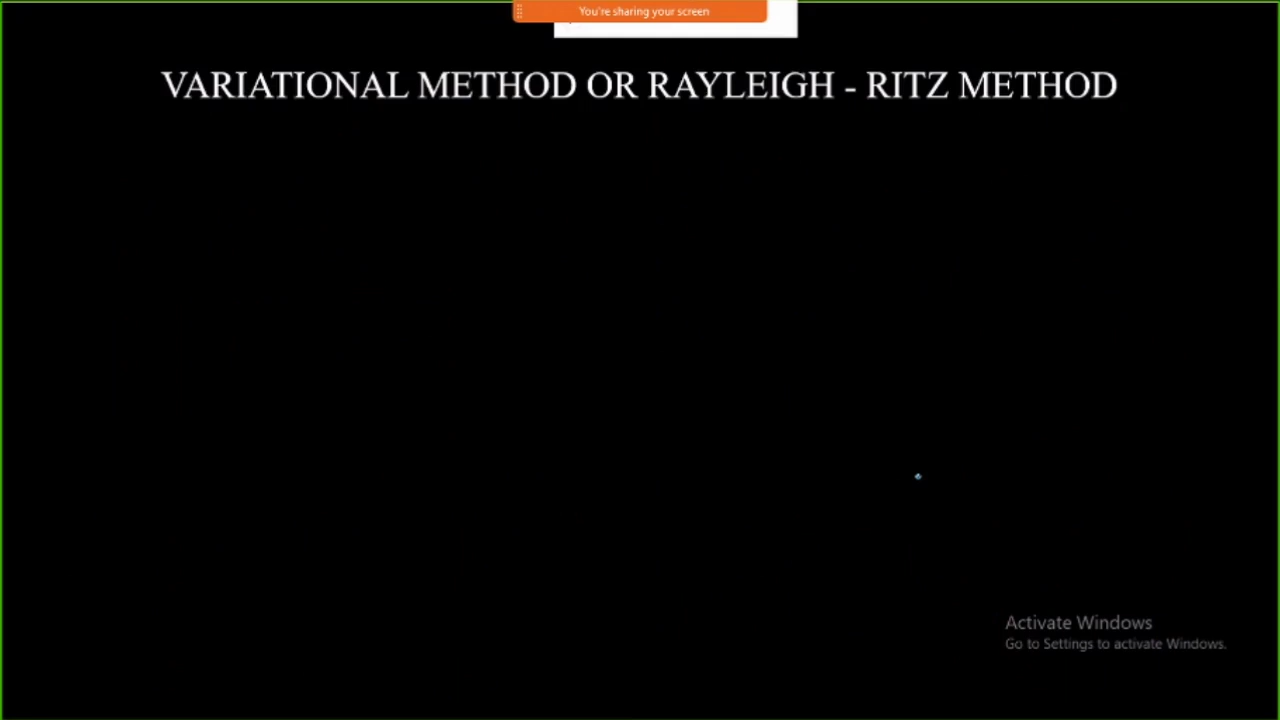 You're sharing your screen
VARIATIONAL METHOD OR RAYLEIGH - RITZ METHOD
Activate Windows
Go to Settings to activate Windows.